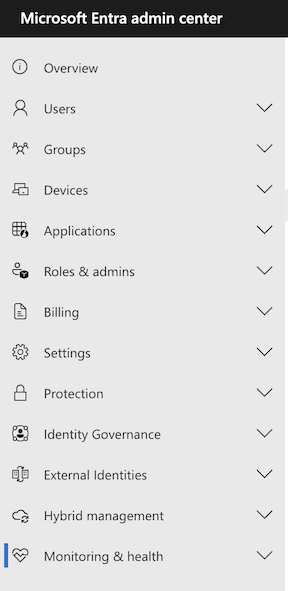 Microsoft Entra admin center
Overview
Users
Groups
Devices
Applications
Roles & admins
Billing
Settings
Protection
Identity Governance
External Identities
Hybrid management
Monitoring & health